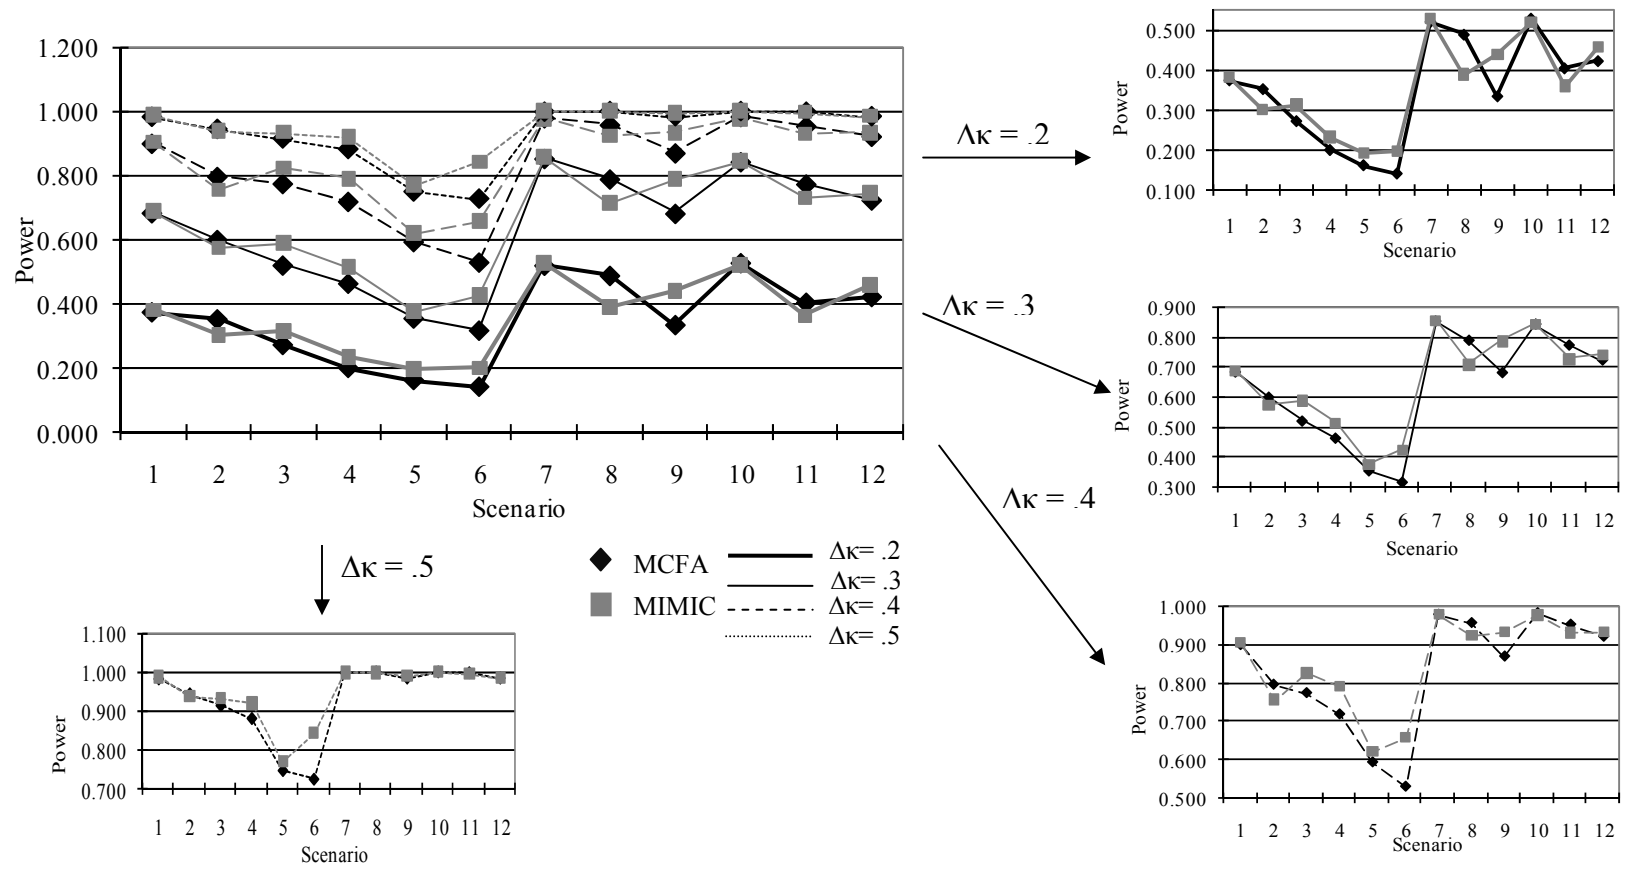 1.200
1.000
0.800
0.600
0.400
0.200
0.000
Power
1 2 3 4 5 6 7 8 9 10 11 12
Scenario
Δκ = .2
0.500
0.400
0.300
0.200
0.100
Power
1 2 3 4 5 6 7 8 9 10 11 12
Scenario
Δκ = .3
0.900
0.800
0.700
0.600
0.500
0.400
0.300
Power
1 2 3 4 5 6 7 8 9 10 11 12
Scenario
Δκ = .4
1.000
0.900
0.800
0.700
0.600
0.500
Power
1 2 3 4 5 6 7 8 9 10 11 12
Scenario
Δκ = .5
1.100
1.000
0.900
0.800
0.700
Power
1 2 3 4 5 6 7 8 9 10 11 12
Scenario
MCFA
MIMIC
Δκ= .2
Δκ= .3
Δκ= .4
Δκ= .5